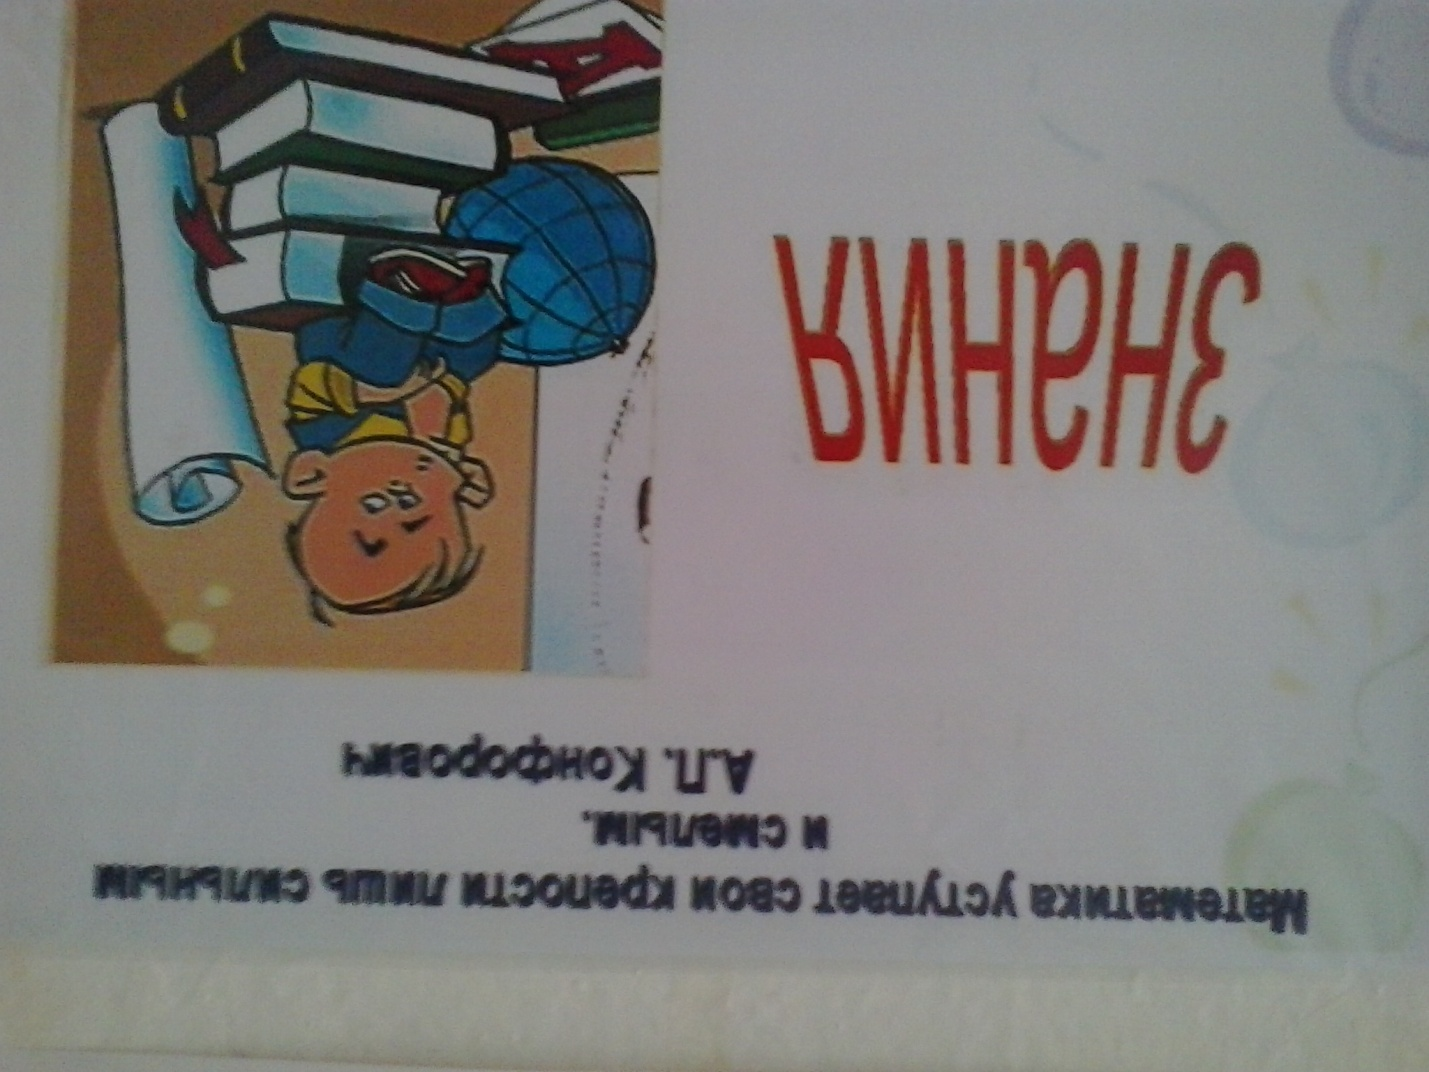 Математика уступает свои крепости лишь сильным
и смелым.
А.П. Конфорович
знания